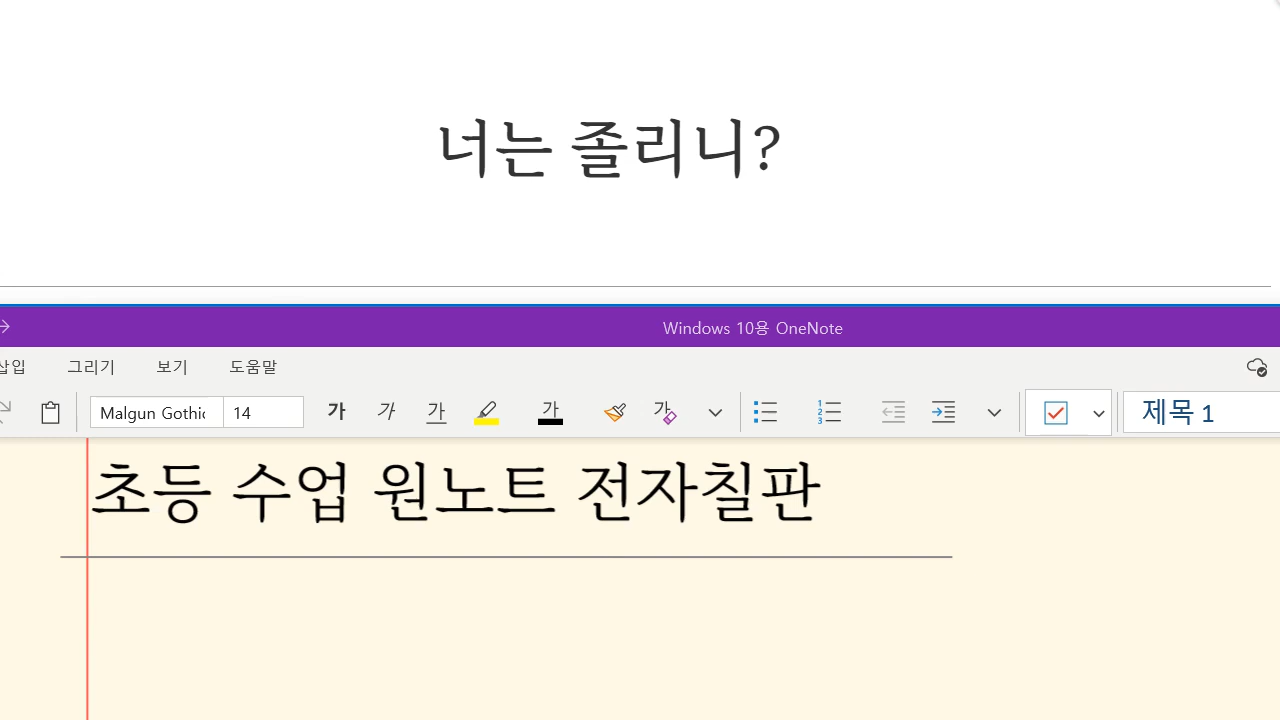 너는 졸리니?
Windows 10용 OneNote
삽입 그리기 보기 도움말
Malgun Gothic 14 가 가 가 가 가 제목 1
초등 수업 원노트 전자칠판